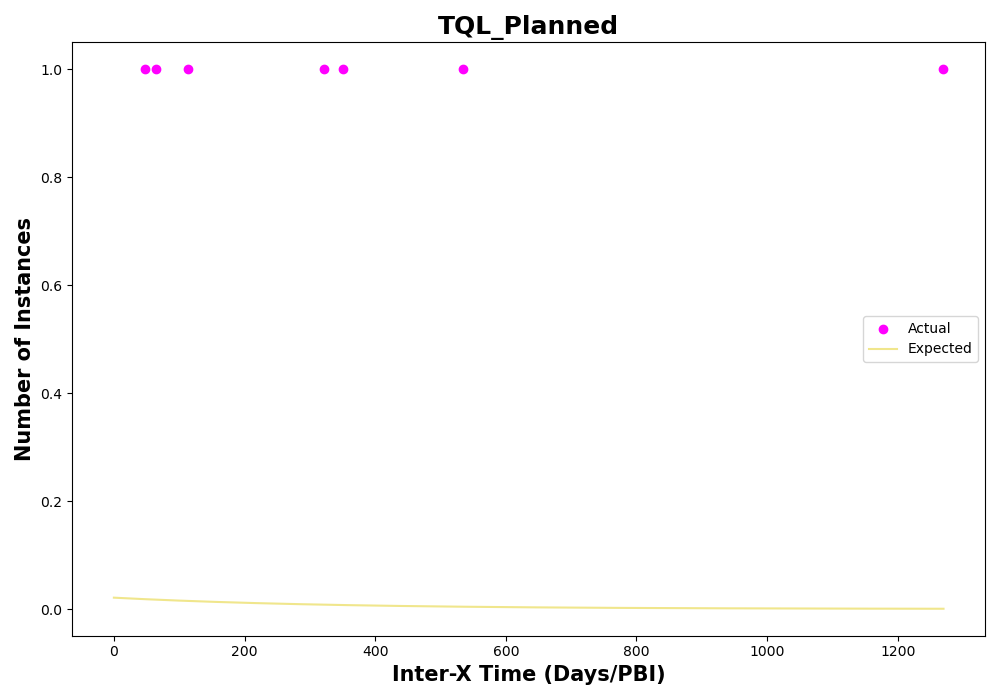 TQL_Planned
Number of Instances
1.0
0.8
0.6
0.4
0.2
0.0
Actual
Expected
0 200 400 600 800 1000 1200
Inter-X Time (Days/PBI)